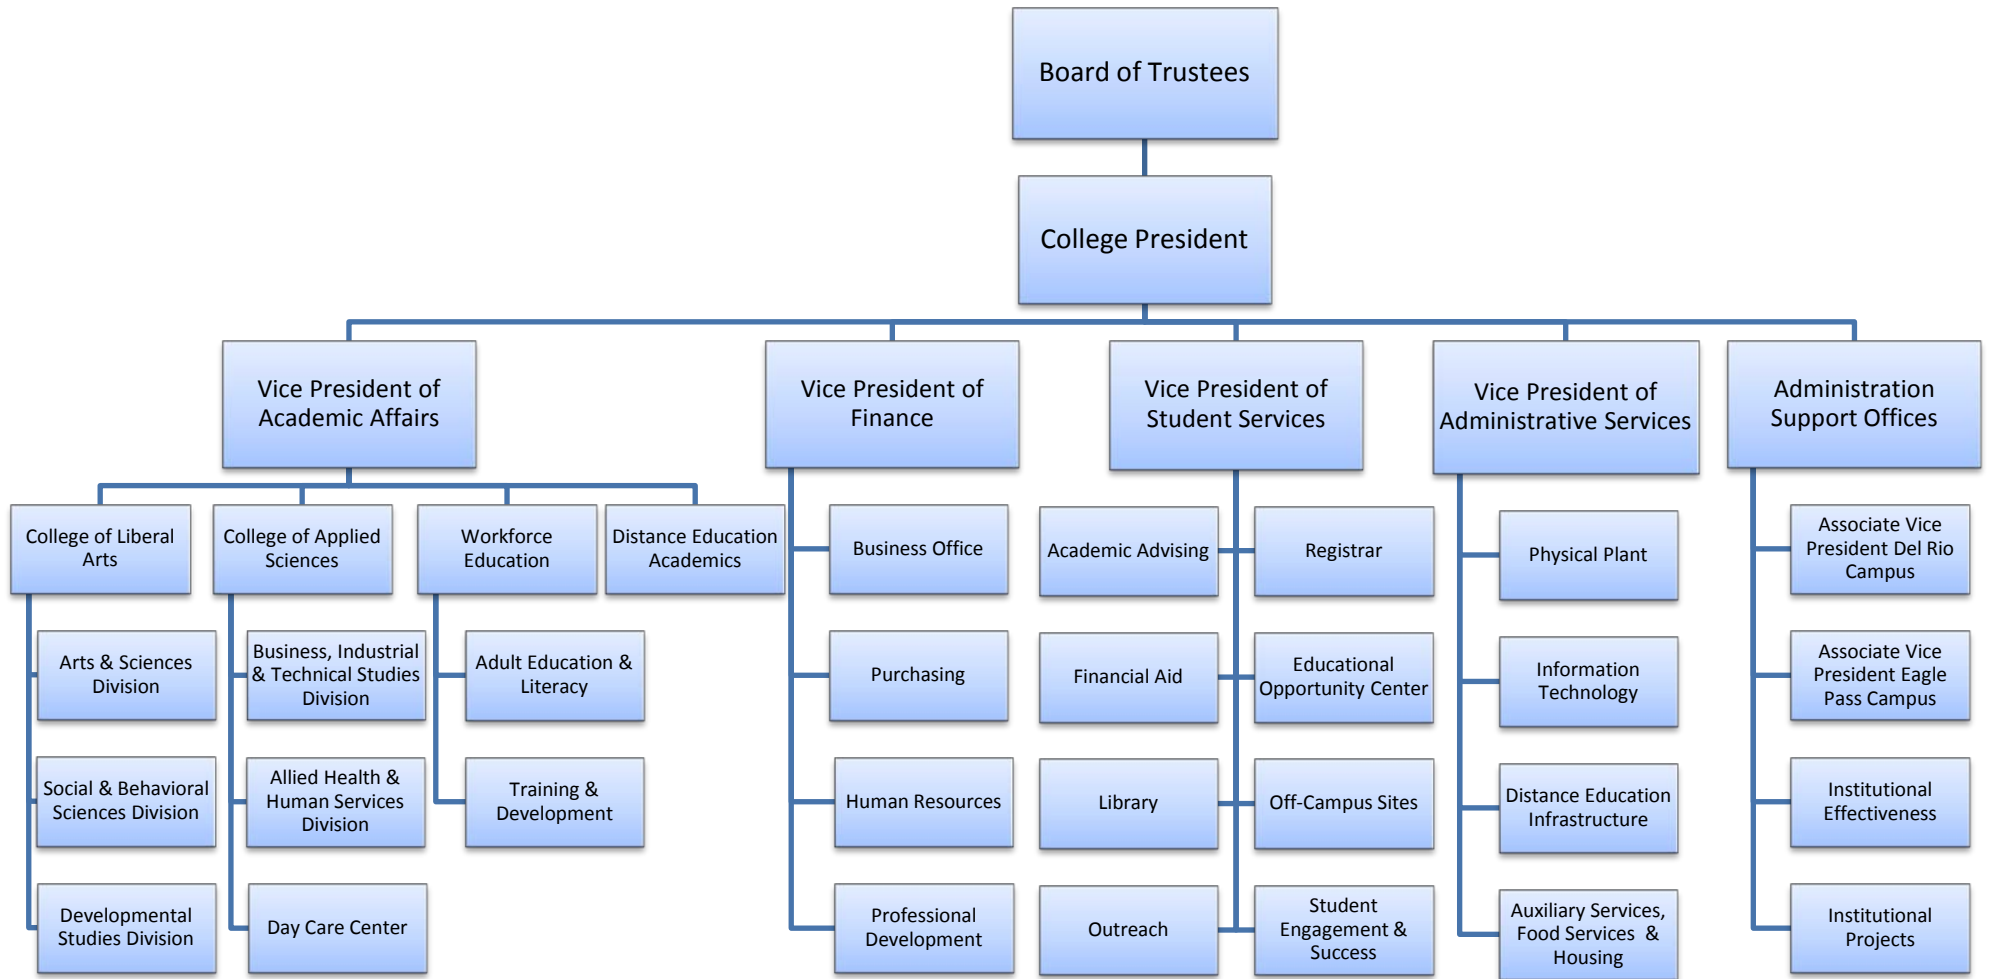 Board of Trustees
College President
Vice President of
Academic Affairs
Vice President of
Finance
Vice President of
Student Services
Vice President of
Administrative Services
Administration
Support Offices
College of Liberal
Arts
College of Applied
Sciences
Workforce
Education
Distance Education
Academics
Arts & Sciences
Division
Social & Behavioral
Sciences Division
Developmental
Studies Division
Business, Industrial
& Technical Studies
Division
Allied Health &
Human Services
Division
Day Care Center
Adult Education &
Literacy
Training &
Development
Business Office
Purchasing
Human Resources
Professional
Development
Academic Advising
Registrar
Financial Aid
Educational
Opportunity Center
Library
Off-Campus Sites
Outreach
Student
Engagement &
Success
Physical Plant
Information
Technology
Distance Education
Infrastructure
Auxiliary Services,
Food Services &
Housing
Associate Vice
President Del Rio
Campus
Associate Vice
President Eagle
Pass Campus
Institutional
Effectiveness
Institutional
Projects